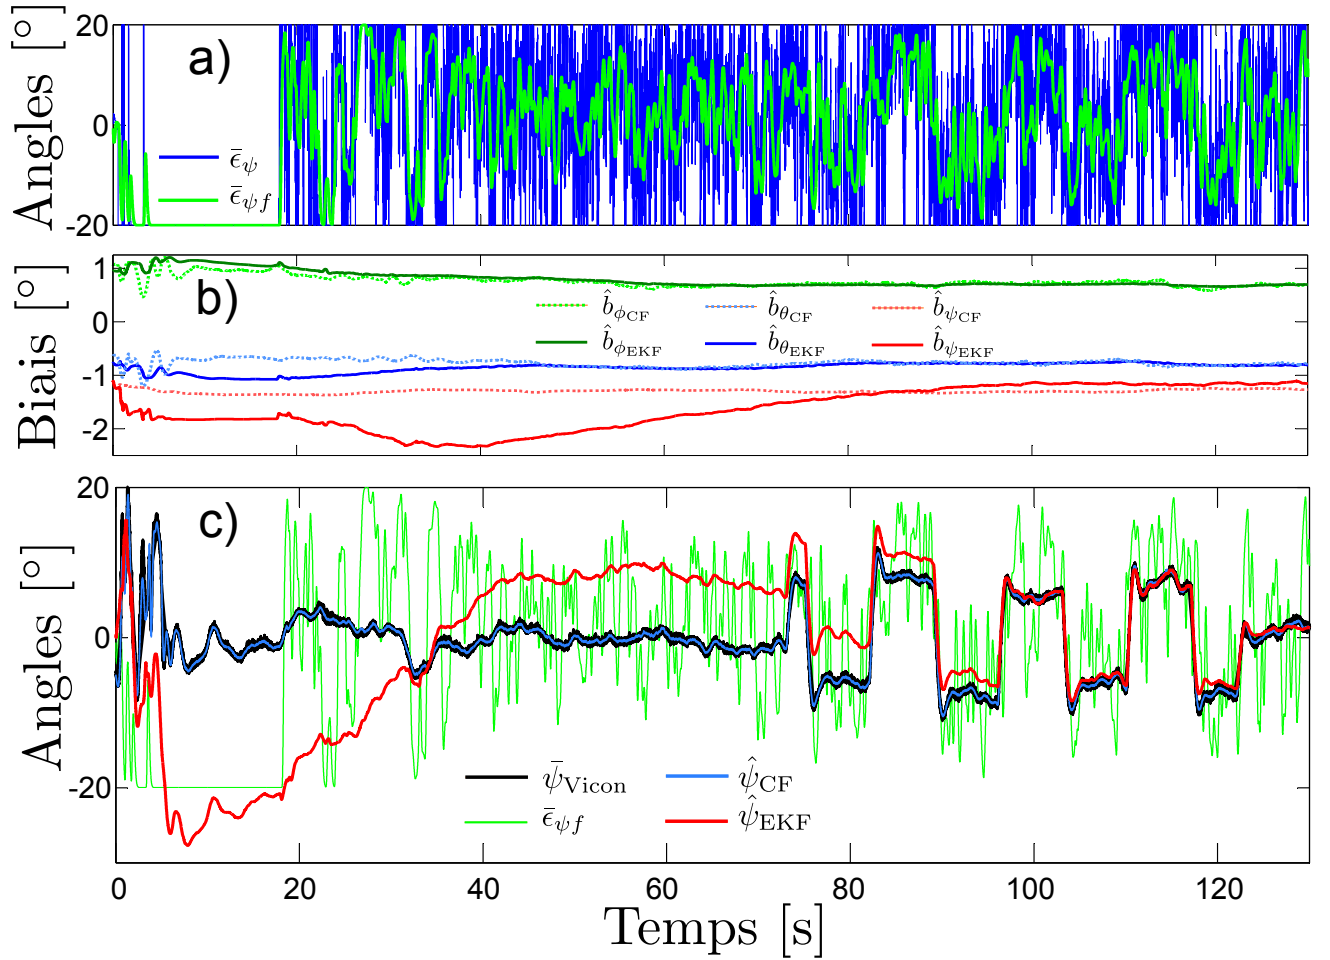 a)
Angles [°]
20
0
-20
ϵ̄ψ
ϵ̄ψf
b)
Biais [°]
1
0
-1
-2
b̂ϕCF
b̂θCF
b̂ψCF
b̂ϕEKF
b̂θEKF
b̂ψEKF
c)
Angles [°]
20
0
-20
ψ̄Vicon
ψ̂CF
ϵ̄ψf
ψ̂EKF
0 20 40 60 80 100 120
Temps [s]